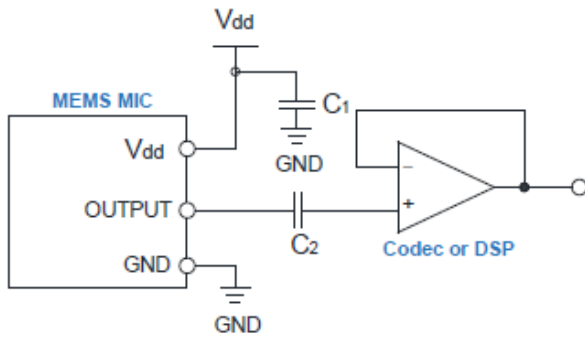 Vdd
MEMS MIC
C1
Vdd
GND
−
OUTPUT
+
C2
Codec or DSP
GND
GND